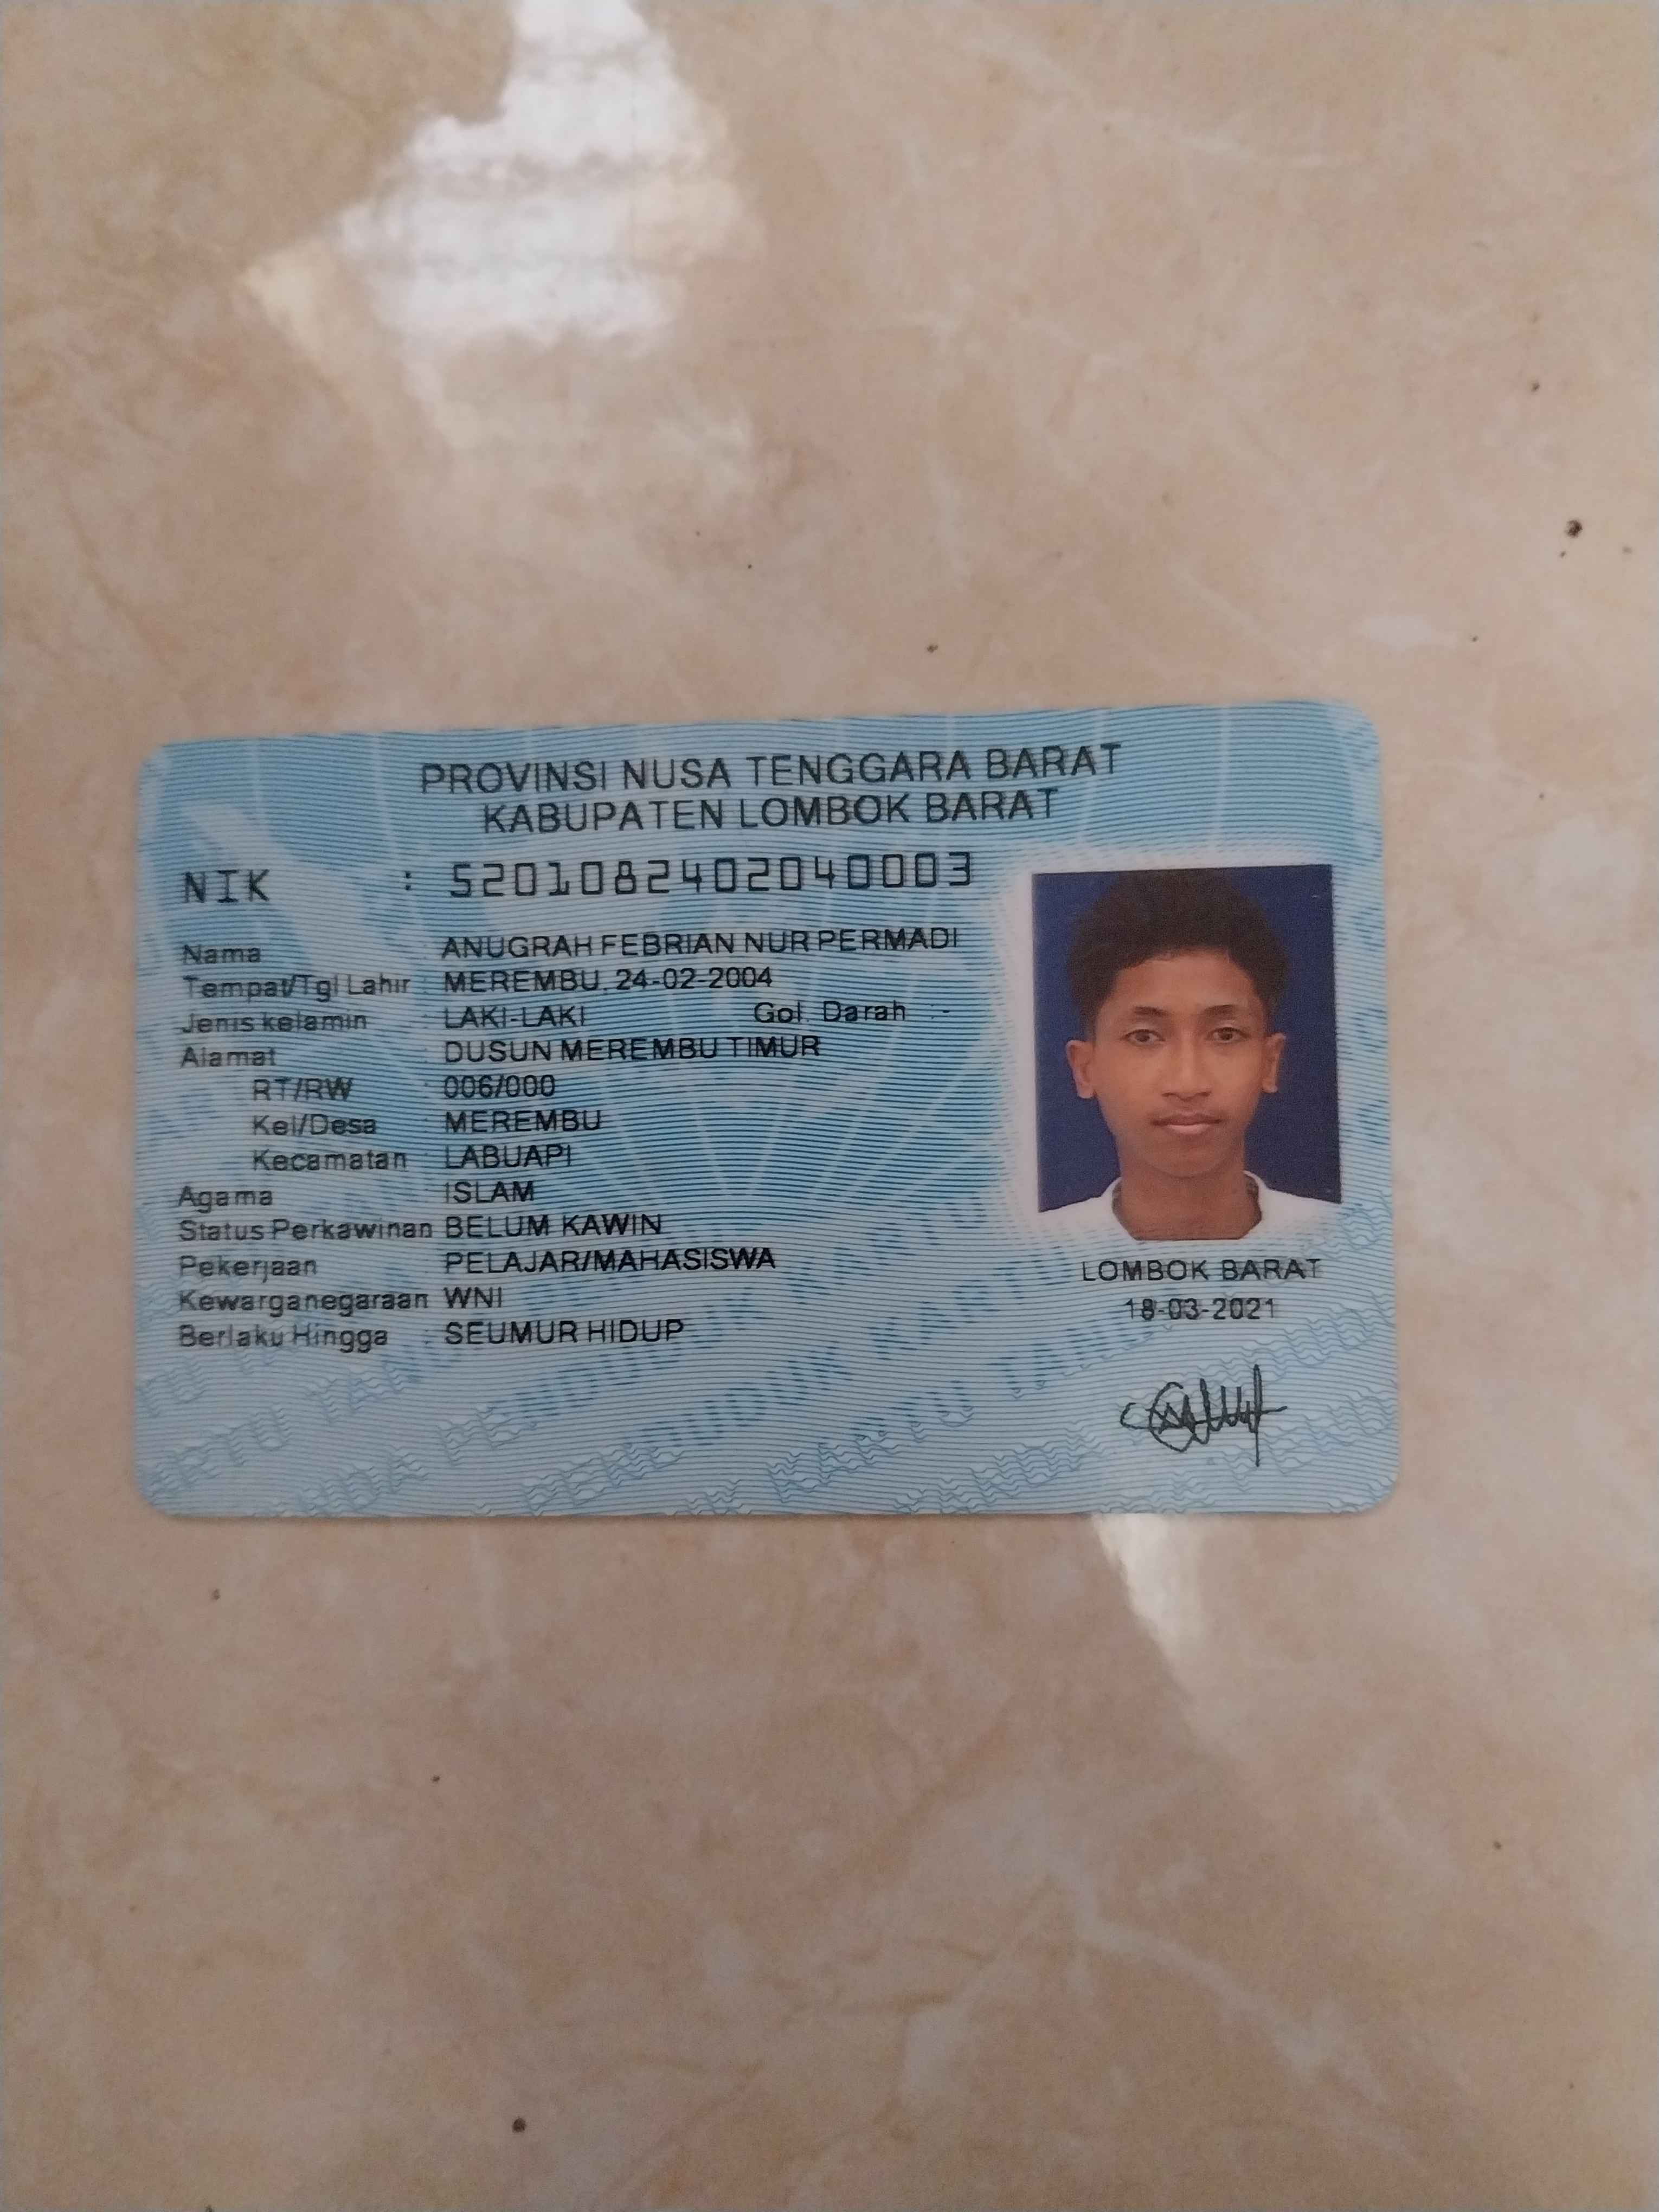 PROVINSI NUSA TENGGARA BARAT
KABUPATEN LOMBOK BARAT
NIK : 5201082402040003
Nama ANUGRAH FEBRIAN NUR PERMADI
Tempat/Tgl Lahir : MEREMBU, 24-02-2004
Jenis kelamin : LAKI-LAKI Gol. Darah : -
Alamat : DUSUN MEREMBU TIMUR
RT/RW : 006/000
Kel/Desa : MEREMBU
Kecamatan : LABUAPI
Agama : ISLAM
Status Perkawinan BELUM KAWIN
Pekerjaan : PELAJAR/MAHASISWA
Kewarganegaraan WNI
Berlaku Hingga : SEUMUR HIDUP
LOMBOK BARAT
18-03-2021